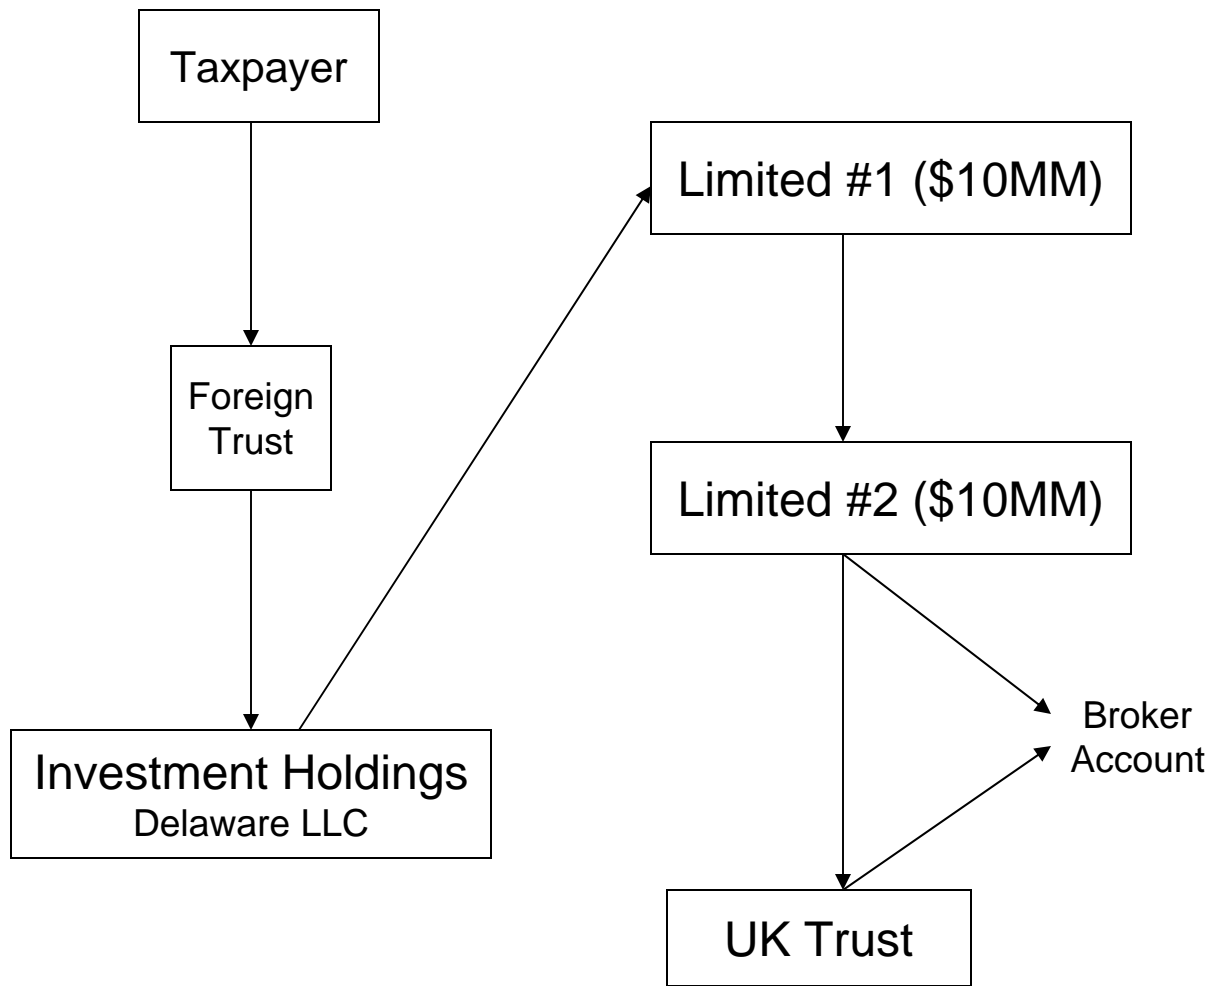 Taxpayer
Limited #1 ($10MM)
Foreign
Trust
Limited #2 ($10MM)
Investment Holdings
Delaware LLC
Broker
Account
UK Trust